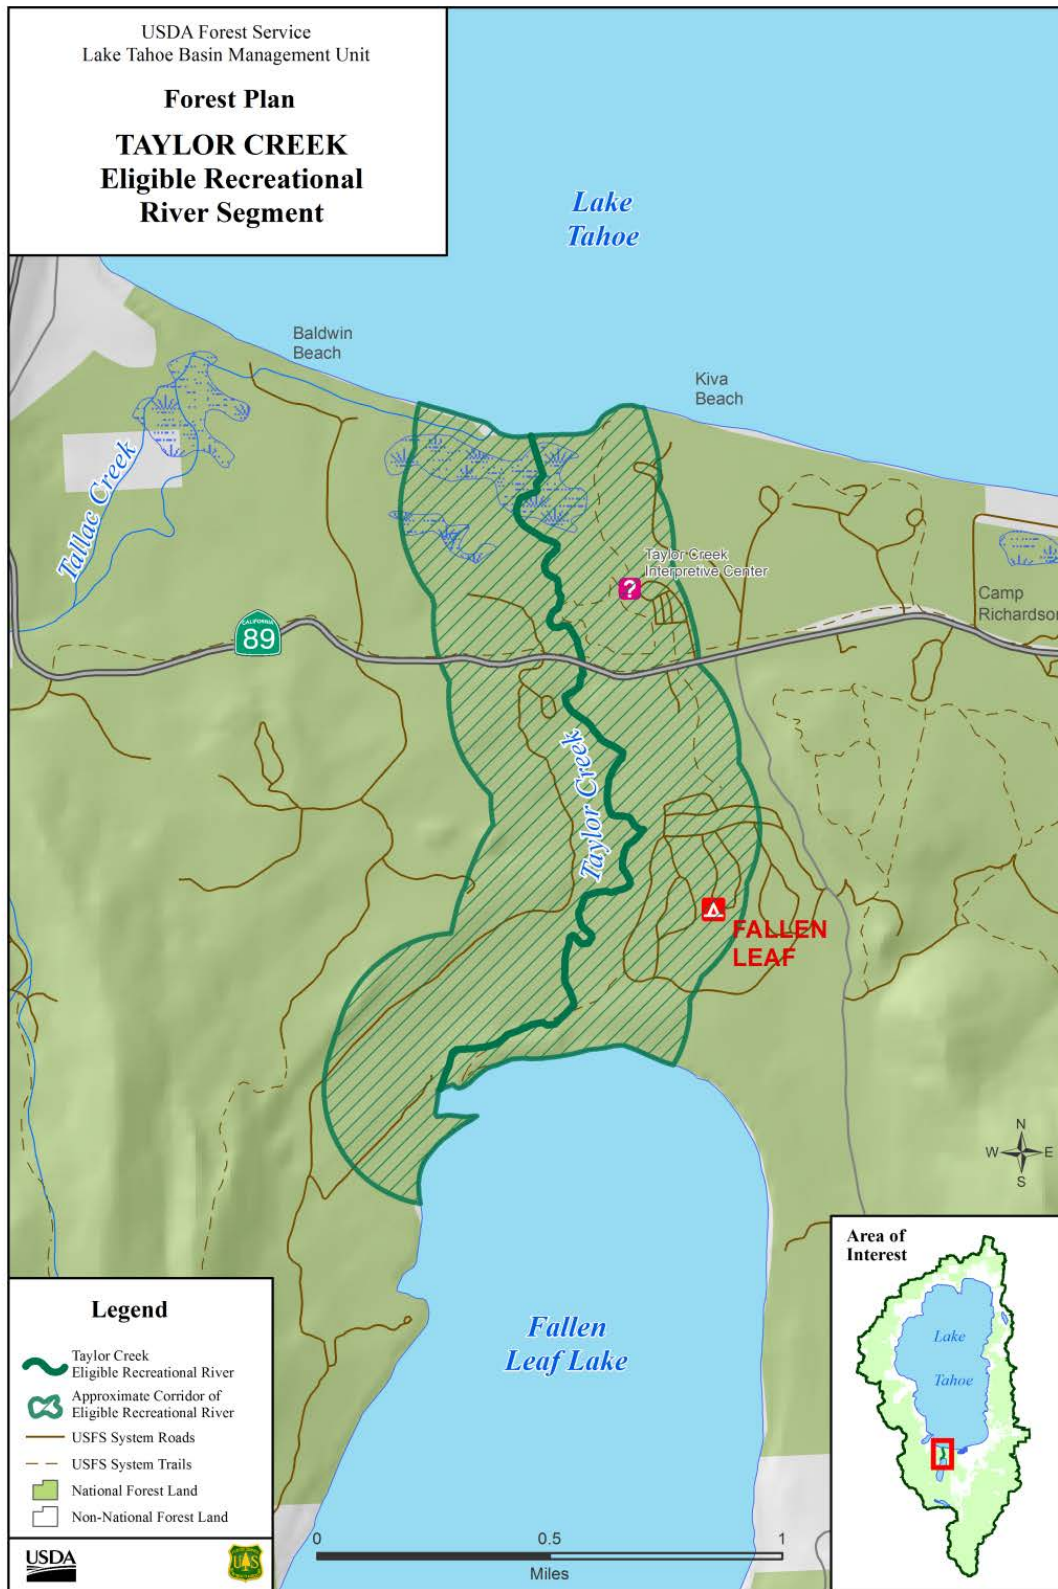 USDA Forest Service
Lake Tahoe Basin Management Unit
Forest Plan
TAYLOR CREEK
Eligible Recreational
River Segment
Lake
Tahoe
Baldwin
Beach
Kiva
Beach
Tallac Creek
Taylor Creek
Interpretive Center
?
Camp
Richardson
CALIFORNIA
89
Taylor Creek
FALLEN
LEAF
N
W
E
S
Fallen
Leaf Lake
Legend
Taylor Creek
Eligible Recreational River
Approximate Corridor of
Eligible Recreational River
USFS System Roads
USFS System Trails
National Forest Land
Non-National Forest Land
USDA
U S
0
0.5
1
Miles
Area of
Interest
Lake
Tahoe